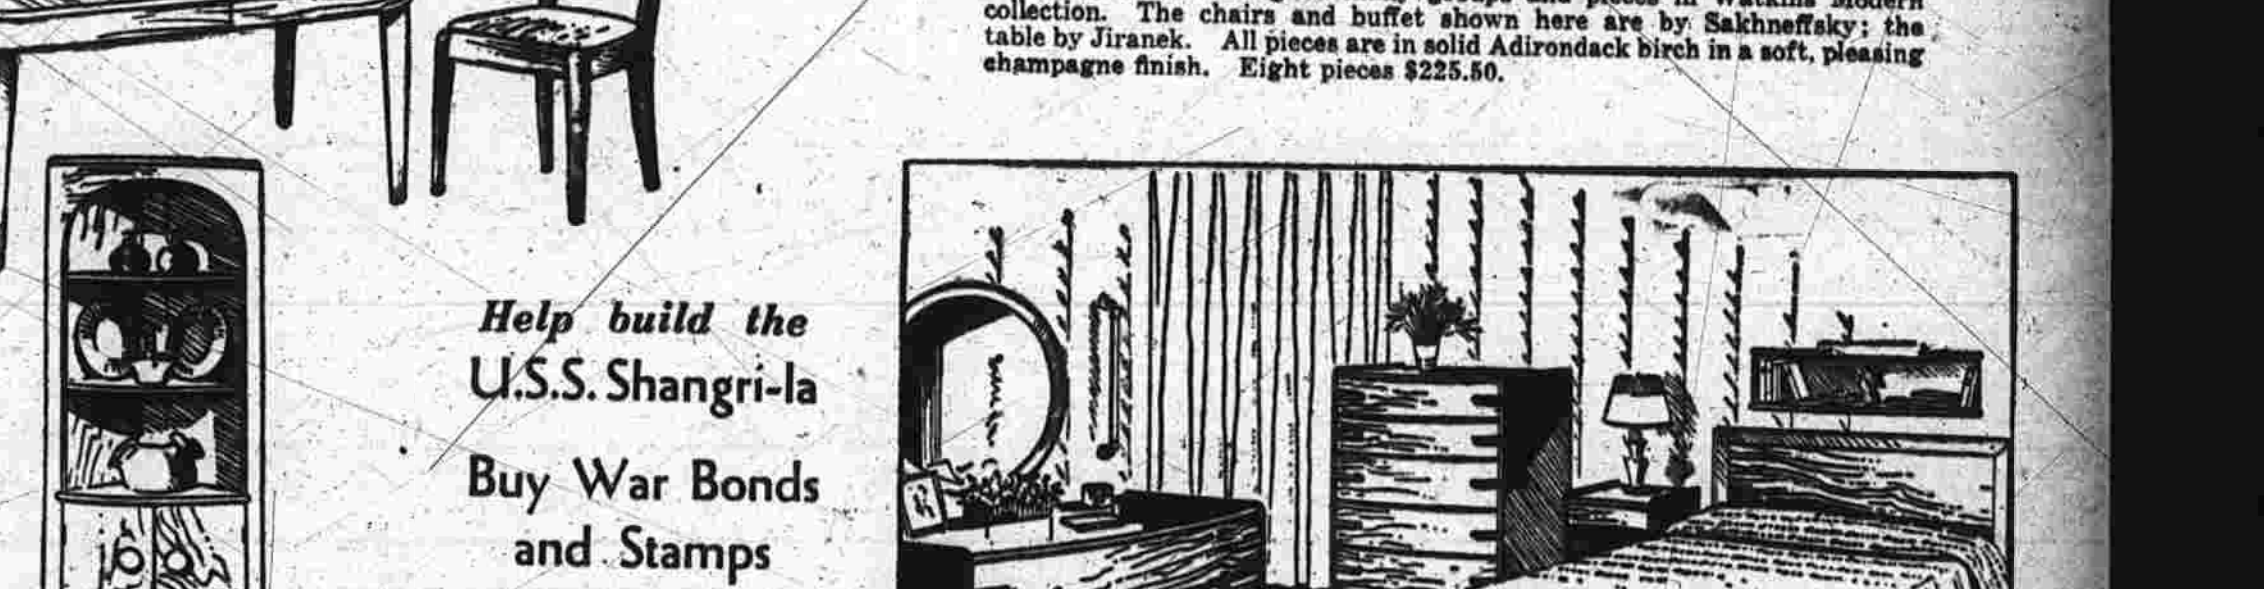 collection. The chairs and buffet shown here are by Sakhneffsky; the
table by Jiranek. All pieces are in solid Adirondack birch in a soft, pleasing
champagne finish. Eight pieces $225.50.
Help build the
U.S.S. Shangri-la
Buy War Bonds
and Stamps